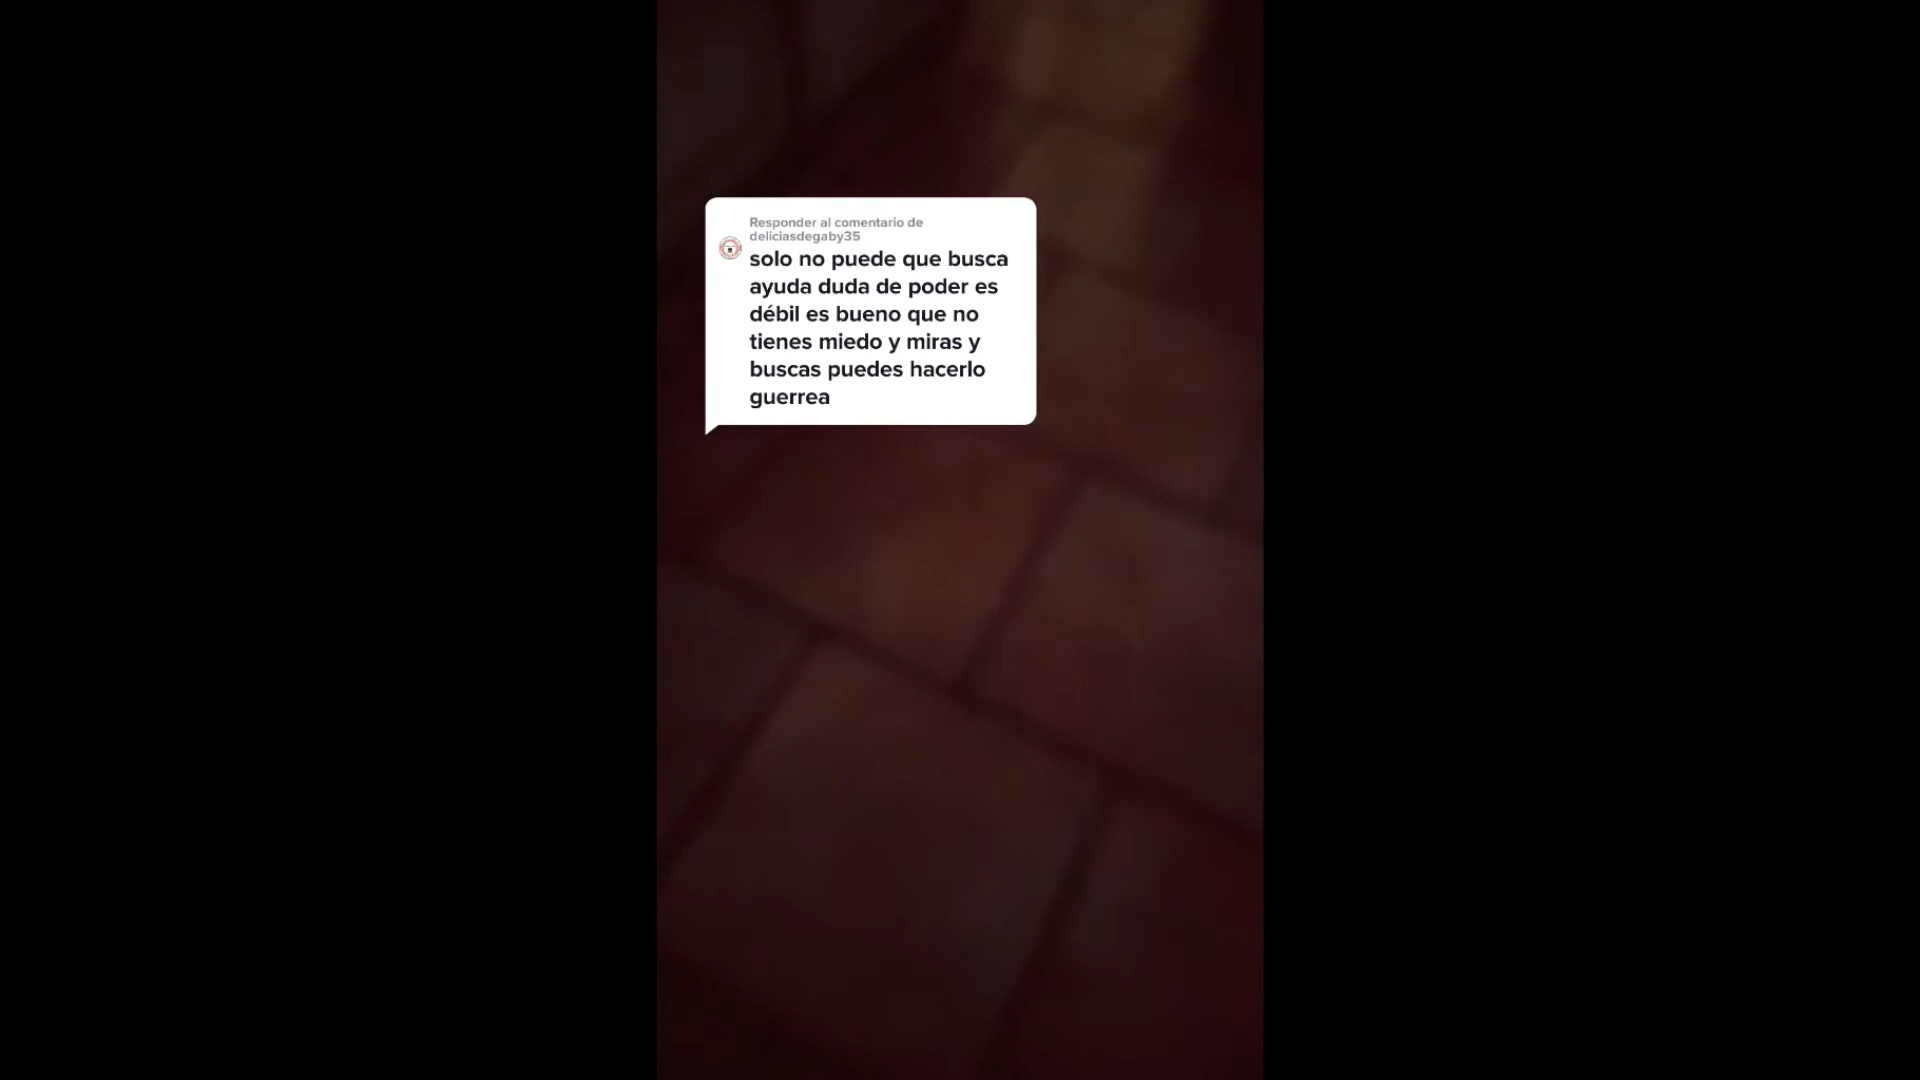 Responder al comentario de
deliciasdegaby35
solo no puede que busca
ayuda duda de poder es
débil es bueno que no
tienes miedo y miras y
buscas puedes hacerlo
guerrea